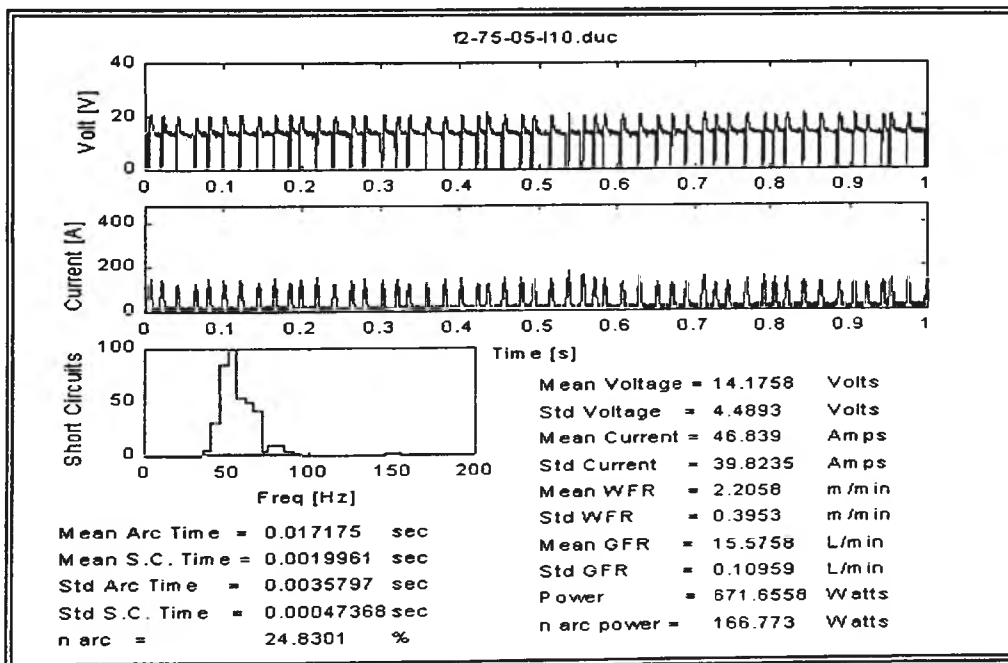 f2-75-05-l10.duc
Volt [V]
40
20
0
0 0.1 0.2 0.3 0.4 0.5 0.6 0.7 0.8 0.9 1
Current [A]
400
200
0
0 0.1 0.2 0.3 0.4 0.5 0.6 0.7 0.8 0.9 1
Time [s]
Short Circuits
100
50
0
0 50 100 150 200
Freq [Hz]
Mean Arc Time = 0.017175 sec
Mean S.C. Time = 0.0019961 sec
Std Arc Time = 0.0035797 sec
Std S.C. Time = 0.00047368 sec
n arc = 24.8301 %
Mean Voltage = 14.1758 Volts
Std Voltage = 4.4893 Volts
Mean Current = 46.839 Amps
Std Current = 39.8235 Amps
Mean WFR = 2.2058 m/min
Std WFR = 0.3953 m/min
Mean GFR = 15.5758 L/min
Std GFR = 0.10959 L/min
Power = 671.6558 Watts
n arc power = 166.773 Watts